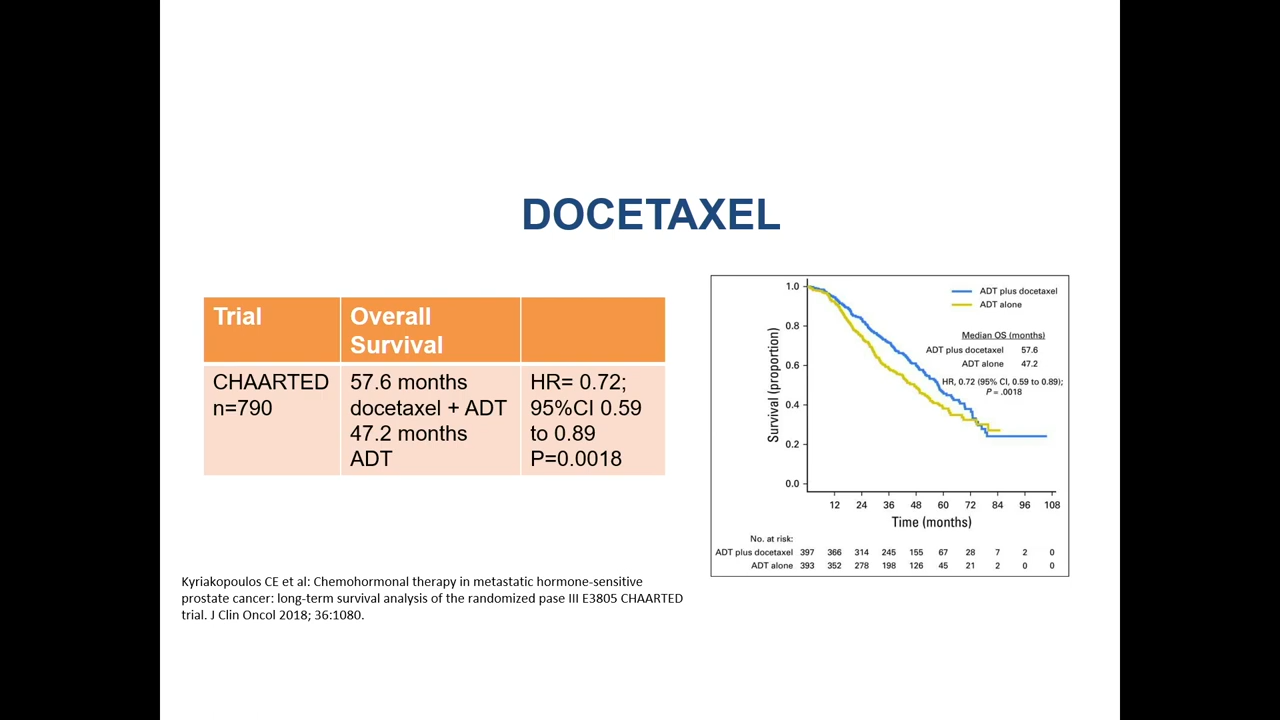 DOCETAXEL
Trial
Overall
Survival
CHAARTED
n=790
57.6 months
docetaxel + ADT
47.2 months
ADT
HR= 0.72;
95%CI 0.59
to 0.89
P=0.0018
Kyriakopoulos CE et al: Chemohormonal therapy in metastatic hormone-sensitive
prostate cancer: long-term survival analysis of the randomized pase III E3805 CHAARTED
trial. J Clin Oncol 2018; 36:1080.
ADT plus docetaxel
ADT alone
Median OS (months)
ADT plus docetaxel 57.6
ADT alone 47.2
HR, 0.72 (95% CI, 0.59 to 0.89);
P = .0018
Survival (proportion)
1.0
0.8
0.6
0.4
0.2
0.0
12 24 36 48 60 72 84 96 108
Time (months)
No. at risk:
ADT plus docetaxel 397 366 314 245 155 67 28 7 2 0
ADT alone 393 352 278 198 126 45 21 2 0 0